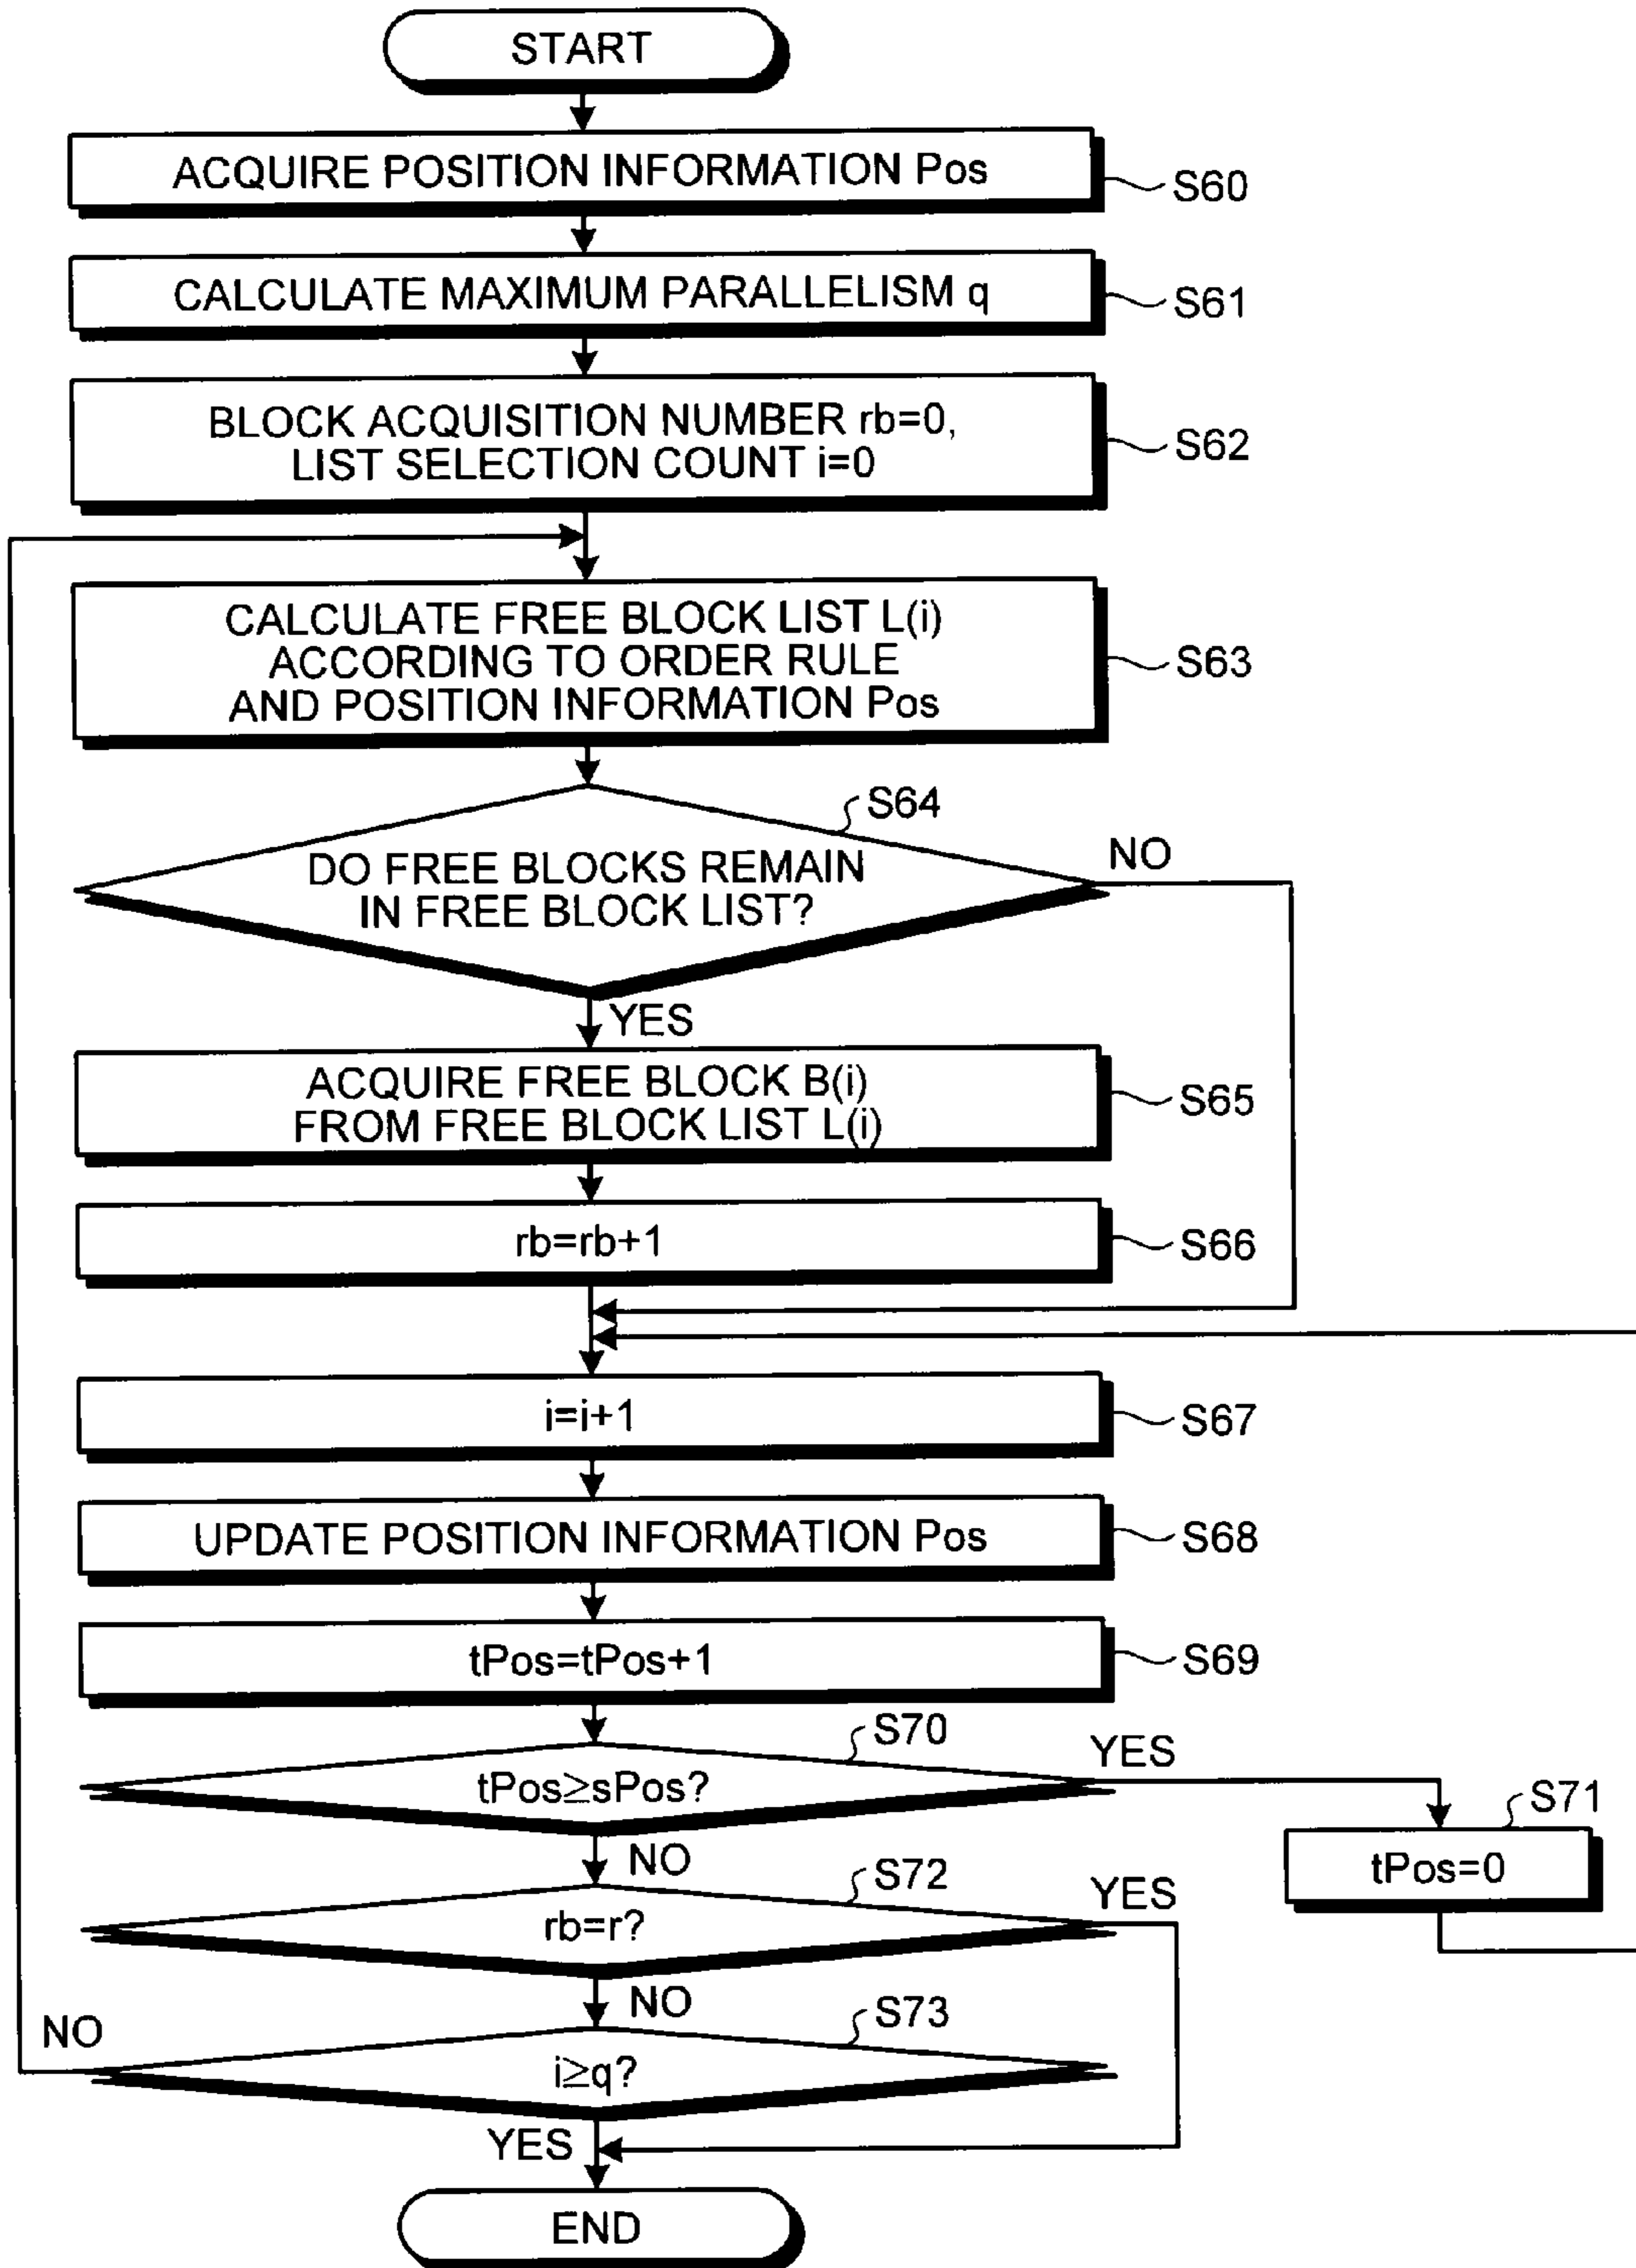 START
ACQUIRE POSITION INFORMATION Pos
S60
CALCULATE MAXIMUM PARALLELISM q
S61
BLOCK ACQUISITION NUMBER rb=0,
LIST SELECTION COUNT i=0
S62
CALCULATE FREE BLOCK LIST L(i)
ACCORDING TO ORDER RULE
AND POSITION INFORMATION Pos
S63
S64
DO FREE BLOCKS REMAIN
IN FREE BLOCK LIST?
NO
YES
ACQUIRE FREE BLOCK B(i)
FROM FREE BLOCK LIST L(i)
S65
rb=rb+1
S66
i=i+1
S67
UPDATE POSITION INFORMATION Pos
S68
tPos=tPos+1
S69
S70
tPos≥sPos?
YES
S71
tPos=0
NO
S72
rb=r?
YES
NO
S73
i≥q?
NO
YES
END